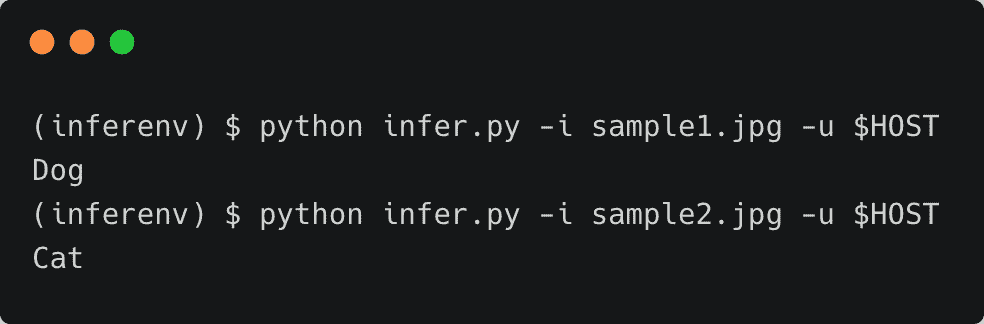 (inferenv) $ python infer.py -i sample1.jpg -u $HOST
Dog
(inferenv) $ python infer.py -i sample2.jpg -u $HOST
Cat